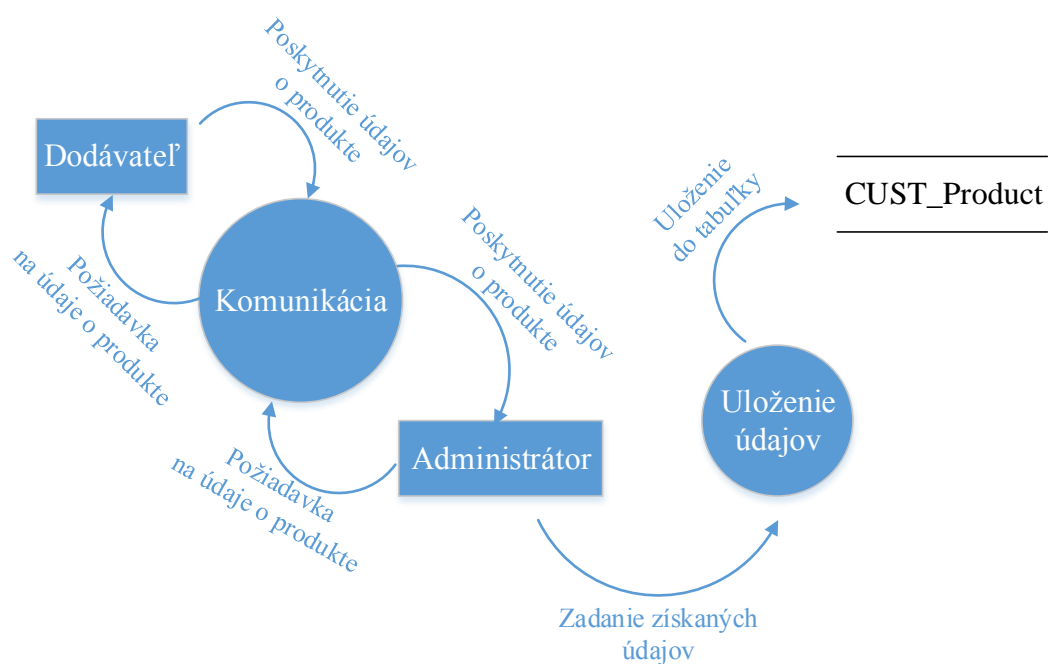 Poskytnutie údajov
o produkte
Dodávateľ
Požiadavka
na údaje o produkte
Komunikácia
Poskytnutie údajov
o produkte
Požiadavka
na údaje o produkte
Administrátor
Zadanie získaných
údajov
Uloženie
údajov
Uloženie
do tabuľky
CUST_Product